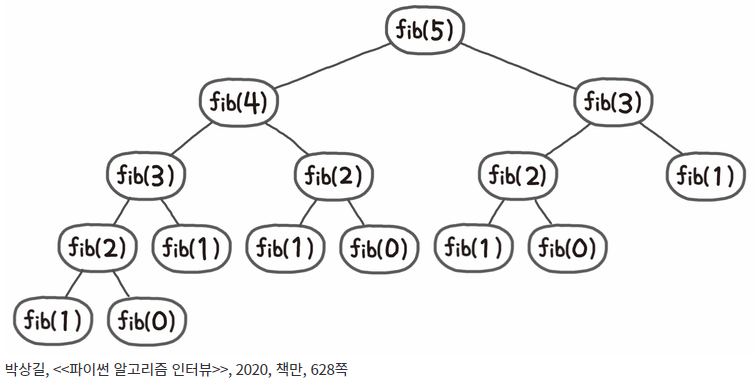 fib(5)
fib(4) fib(3)
fib(3) fib(2) fib(2) fib(1)
fib(2) fib(1) fib(1) fib(0) fib(1) fib(0)
fib(1) fib(0)
박상길, <<파이썬 알고리즘 인터뷰>>, 2020, 책만, 628쪽